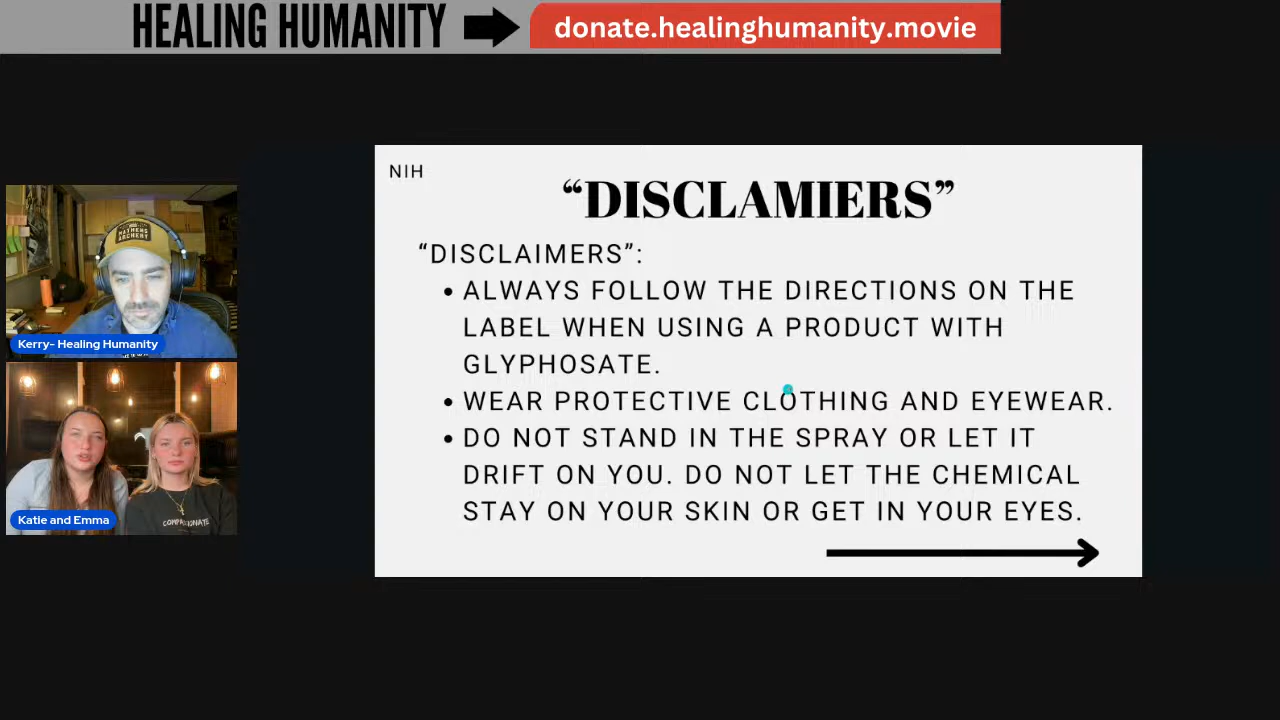 HEALING HUMANITY
donate.healinghumanity.movie
NIH
“DISCLAMIERS”
“DISCLAIMERS”:
• ALWAYS FOLLOW THE DIRECTIONS ON THE
LABEL WHEN USING A PRODUCT WITH
GLYPHOSATE.
• WEAR PROTECTIVE CLOTHING AND EYEWEAR.
• DO NOT STAND IN THE SPRAY OR LET IT
DRIFT ON YOU. DO NOT LET THE CHEMICAL
STAY ON YOUR SKIN OR GET IN YOUR EYES.
MATHEWS
ARCHERY
Kerry- Healing Humanity
COMPASSIONATE
Katie and Emma